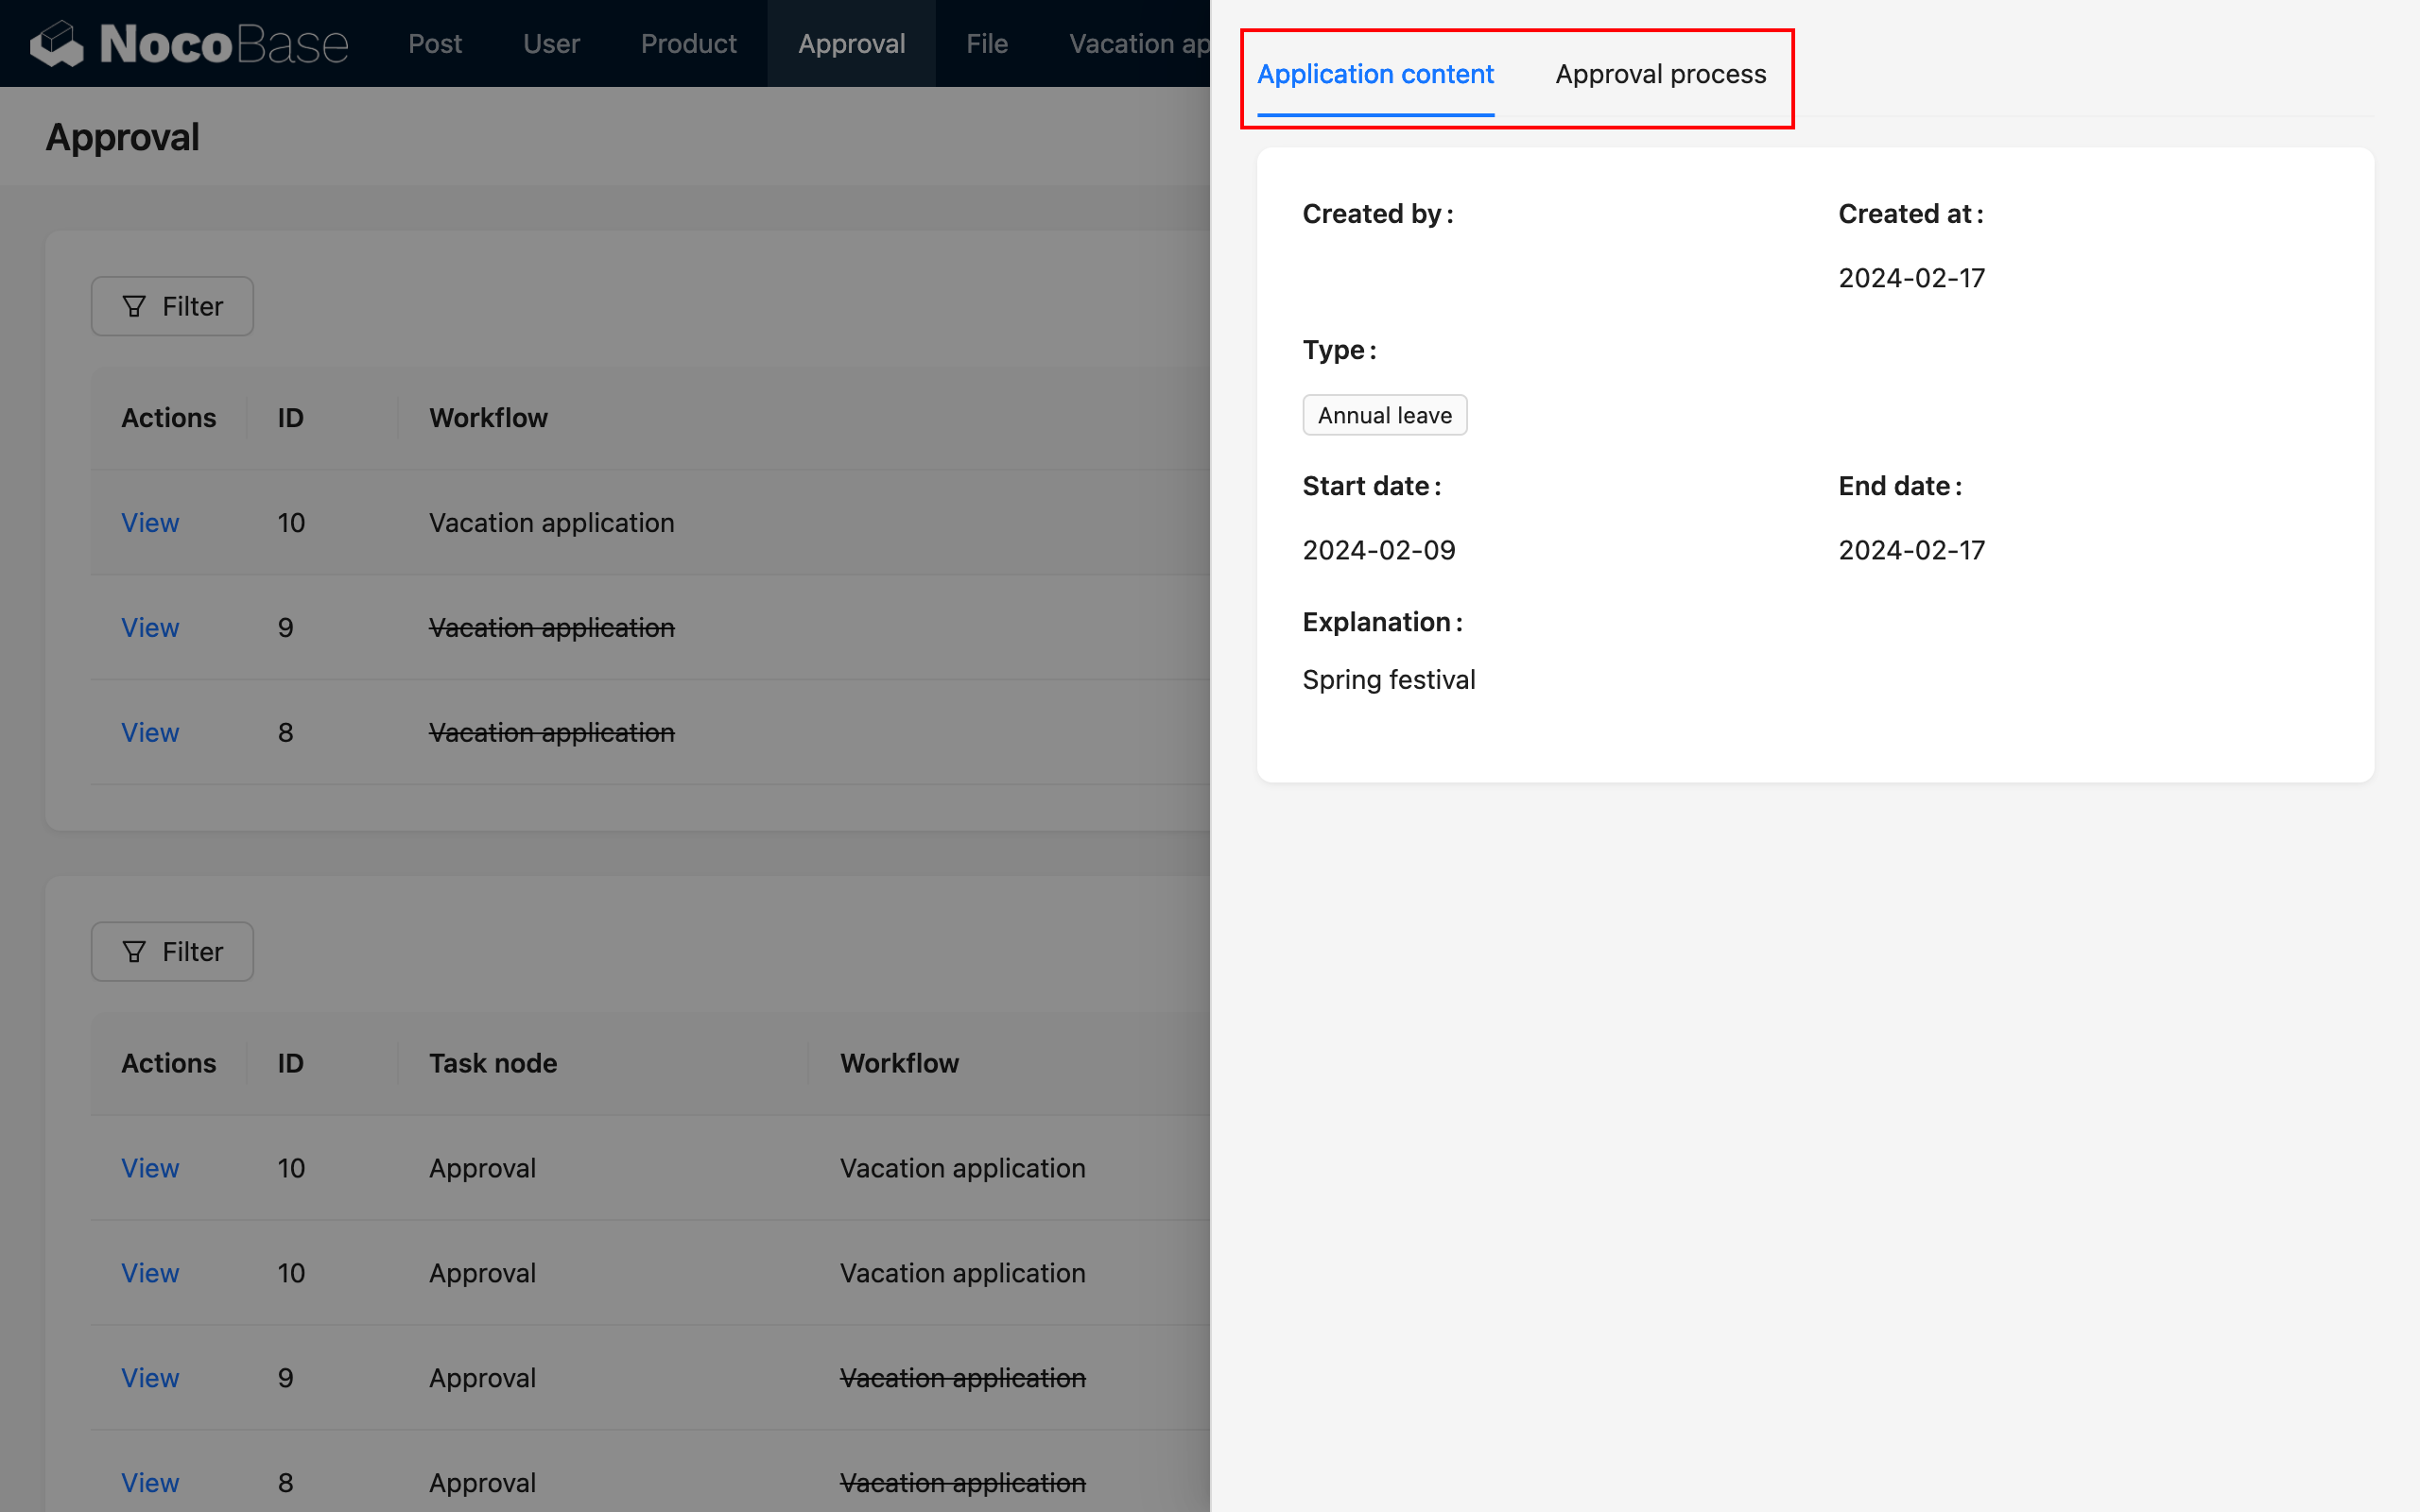 NocoBase Post User Product Approval File Vacation ap
Approval
Filter
Actions ID Workflow
View 10 Vacation application
View 9 Vacation application
View 8 Vacation application
Filter
Actions ID Task node Workflow
View 10 Approval Vacation application
View 10 Approval Vacation application
View 9 Approval Vacation application
View 8 Approval Vacation application
Application content Approval process
Created by: Created at:
2024-02-17
Type:
Annual leave
Start date: End date:
2024-02-09 2024-02-17
Explanation:
Spring festival